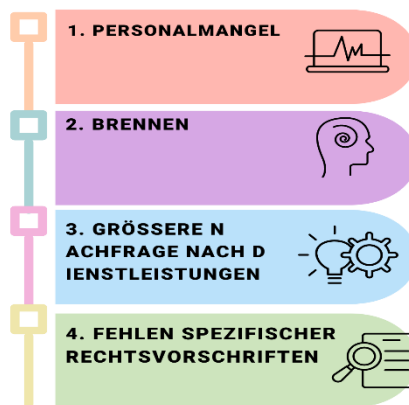 1. PERSONALMANGEL
2. BRENNEN
3. GRÖSSERE N
ACHFRAGE NACH D
IENSTLEISTUNGEN
4. FEHLEN SPEZIFISCHER
RECHTSVORSCHRIFTEN